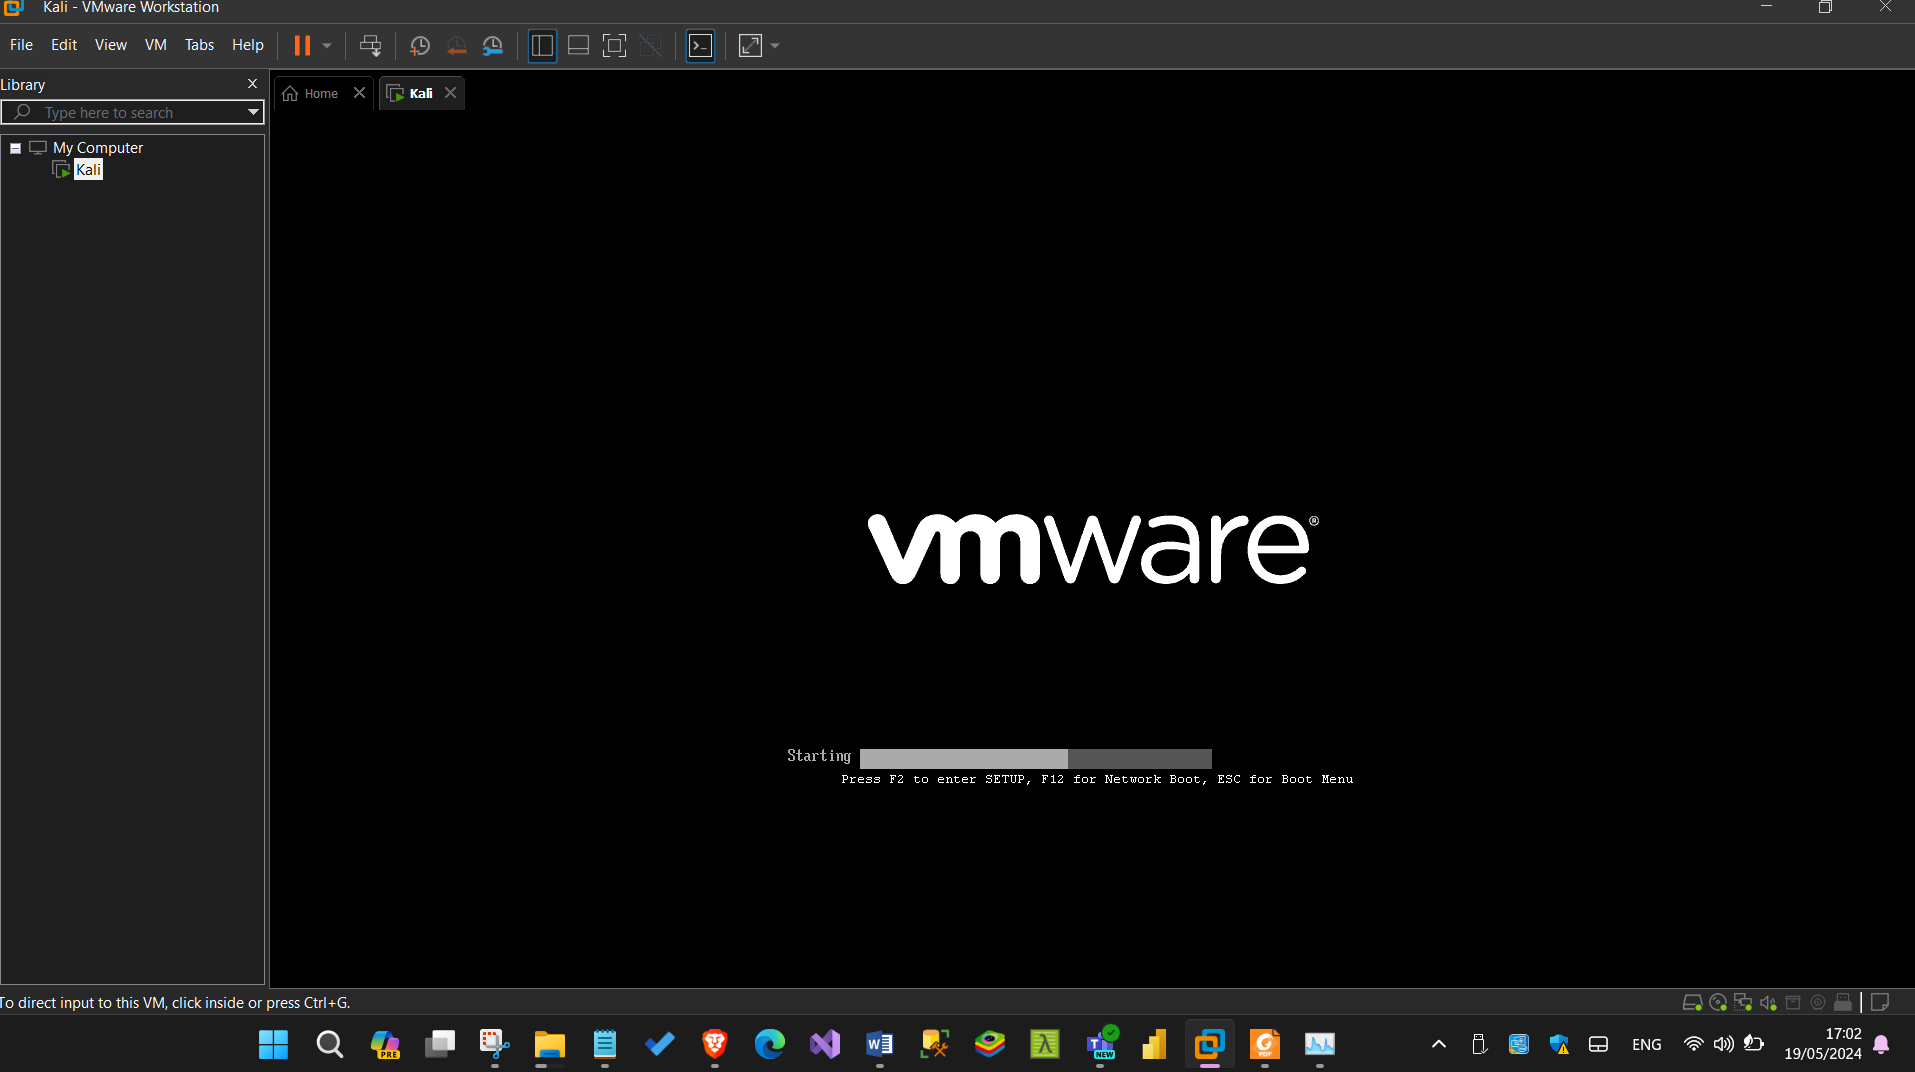 Kali - VMware Workstation
File Edit View VM Tabs Help
Library
Home
Kali
Type here to search
My Computer
Kali
vmware®
Starting
Press F2 to enter SETUP, F12 for Network Boot, ESC for Boot Menu
To direct input to this VM, click inside or press Ctrl+G.
PRE
W
T
NEW
PDF
ENG
17:02
19/05/2024